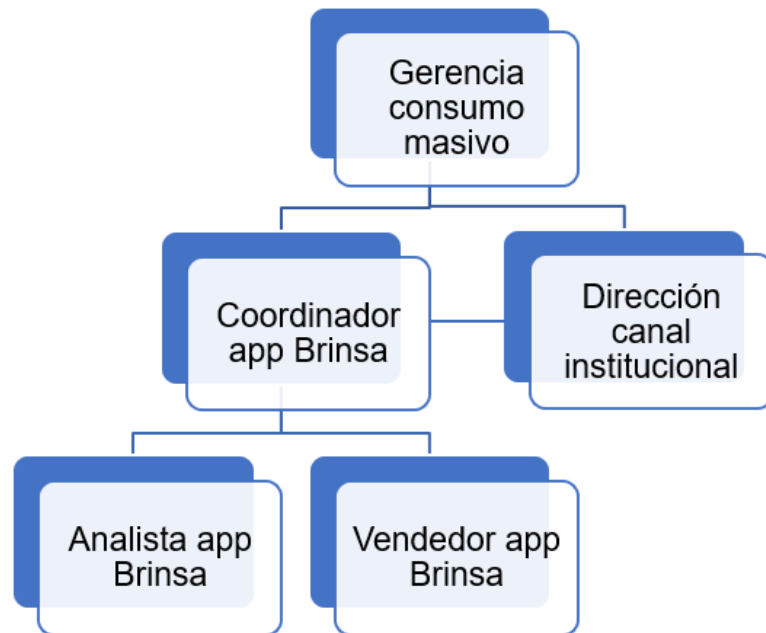 Gerencia
consumo
masivo
Coordinador
app Brinsa
Dirección
canal
institucional
Analista app
Brinsa
Vendedor app
Brinsa